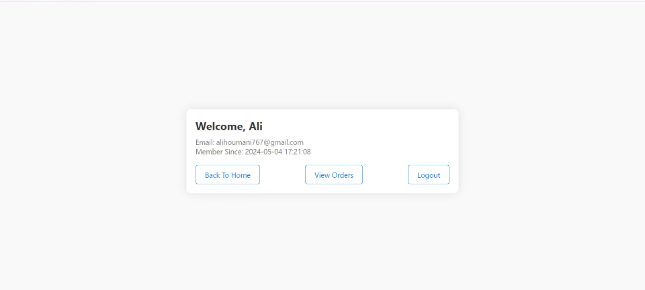 Welcome, Ali
Email: alihoumani767@gmail.com
Member Since: 2024-05-04 17:21:08
Back To Home View Orders Logout